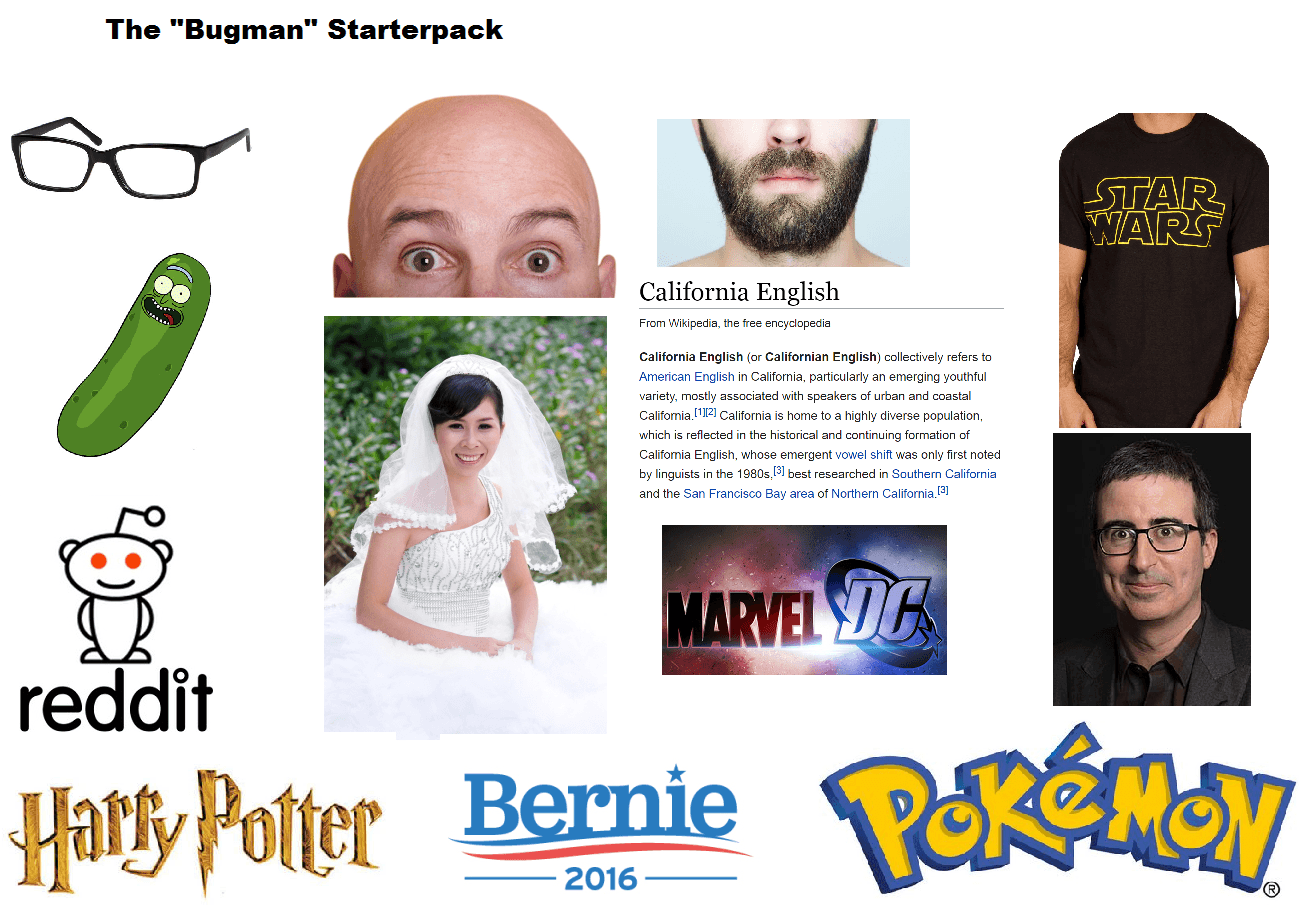 The "Bugman" Starterpack
STAR
WARS
California English
From Wikipedia, the free encyclopedia
California English (or Californian English) collectively refers to
American English in California, particularly an emerging youthful
variety, mostly associated with speakers of urban and coastal
California.[1][2] California is home to a highly diverse population,
which is reflected in the historical and continuing formation of
California English, whose emergent vowel shift was only first noted
by linguists in the 1980s,[3] best researched in Southern California
and the San Francisco Bay area of Northern California.[3]
reddit
MARVEL DC
Harry Potter
Bernie
2016
POKéMON®